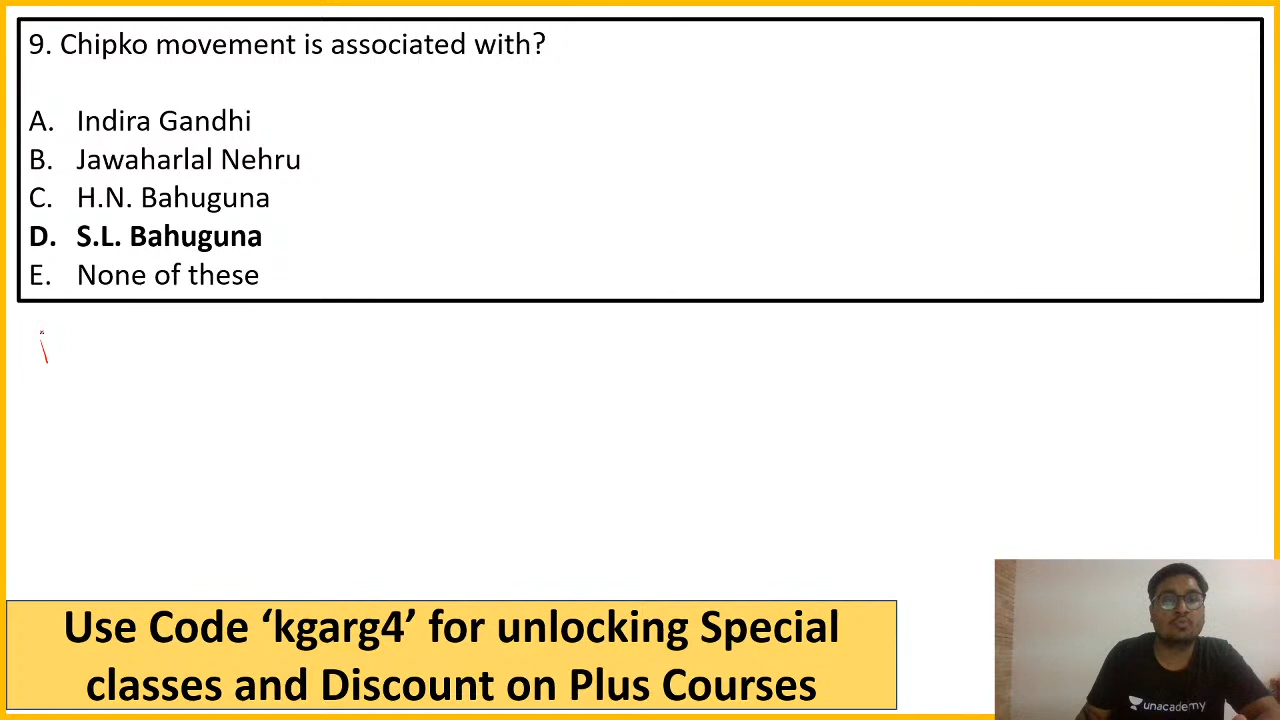 9. Chipko movement is associated with?
A. Indira Gandhi
B. Jawaharlal Nehru
C. H.N. Bahuguna
D. S.L. Bahuguna
E. None of these
Use Code ‘kgarg4’ for unlocking Special
classes and Discount on Plus Courses
unacademy